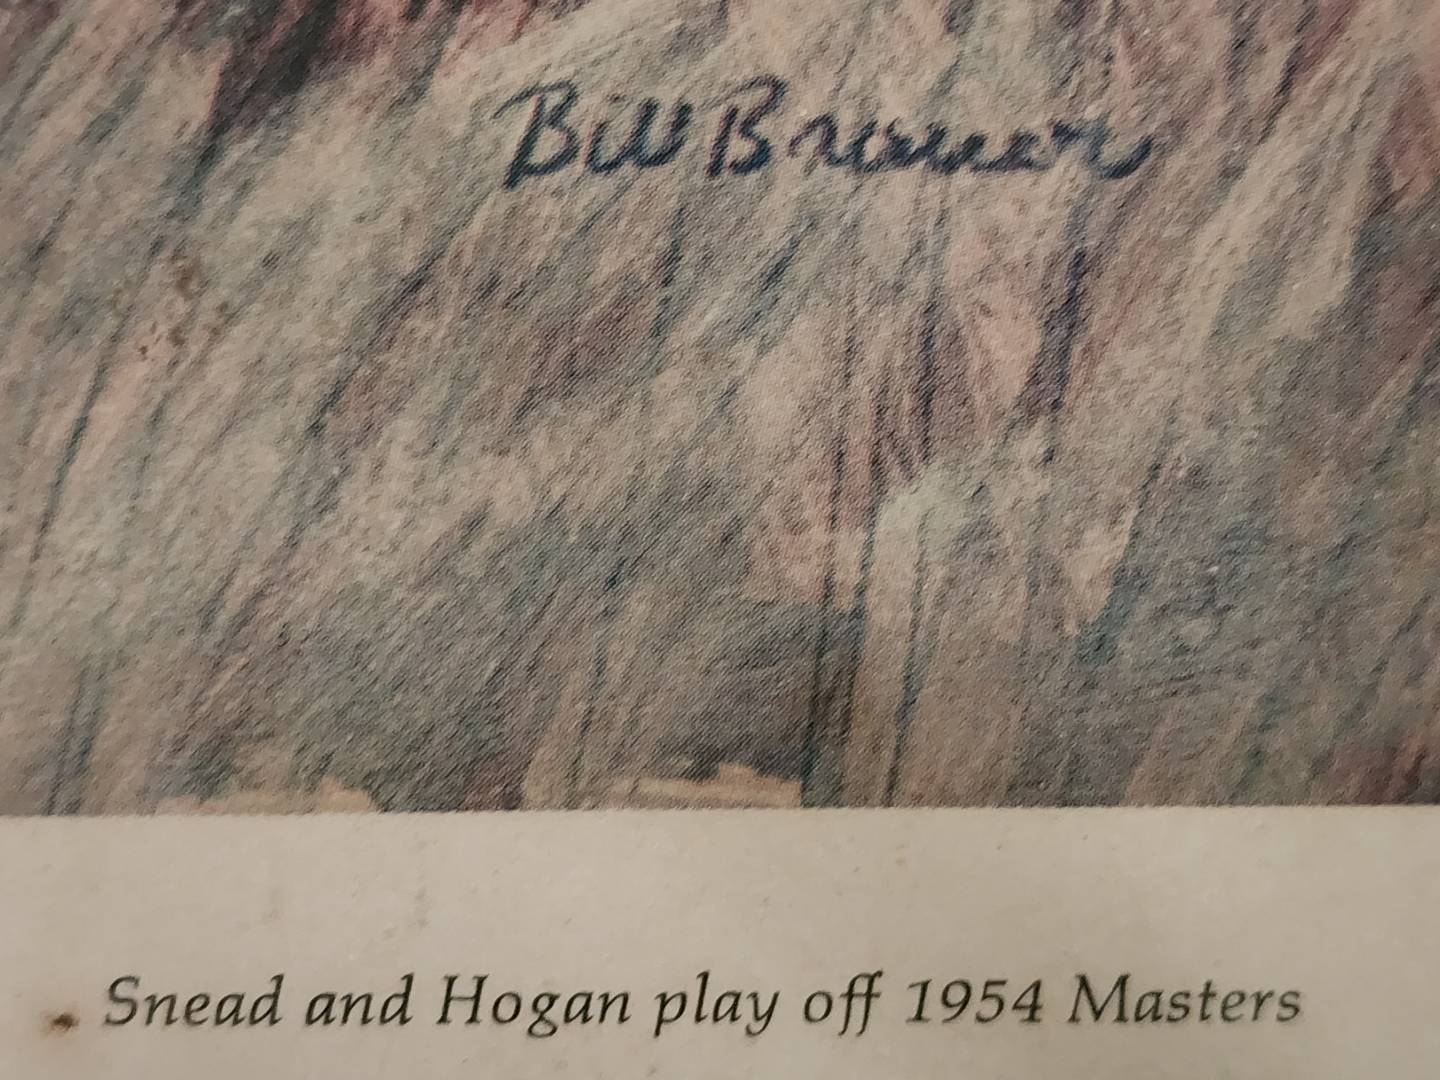 Bill Brauer
Snead and Hogan play off 1954 Masters